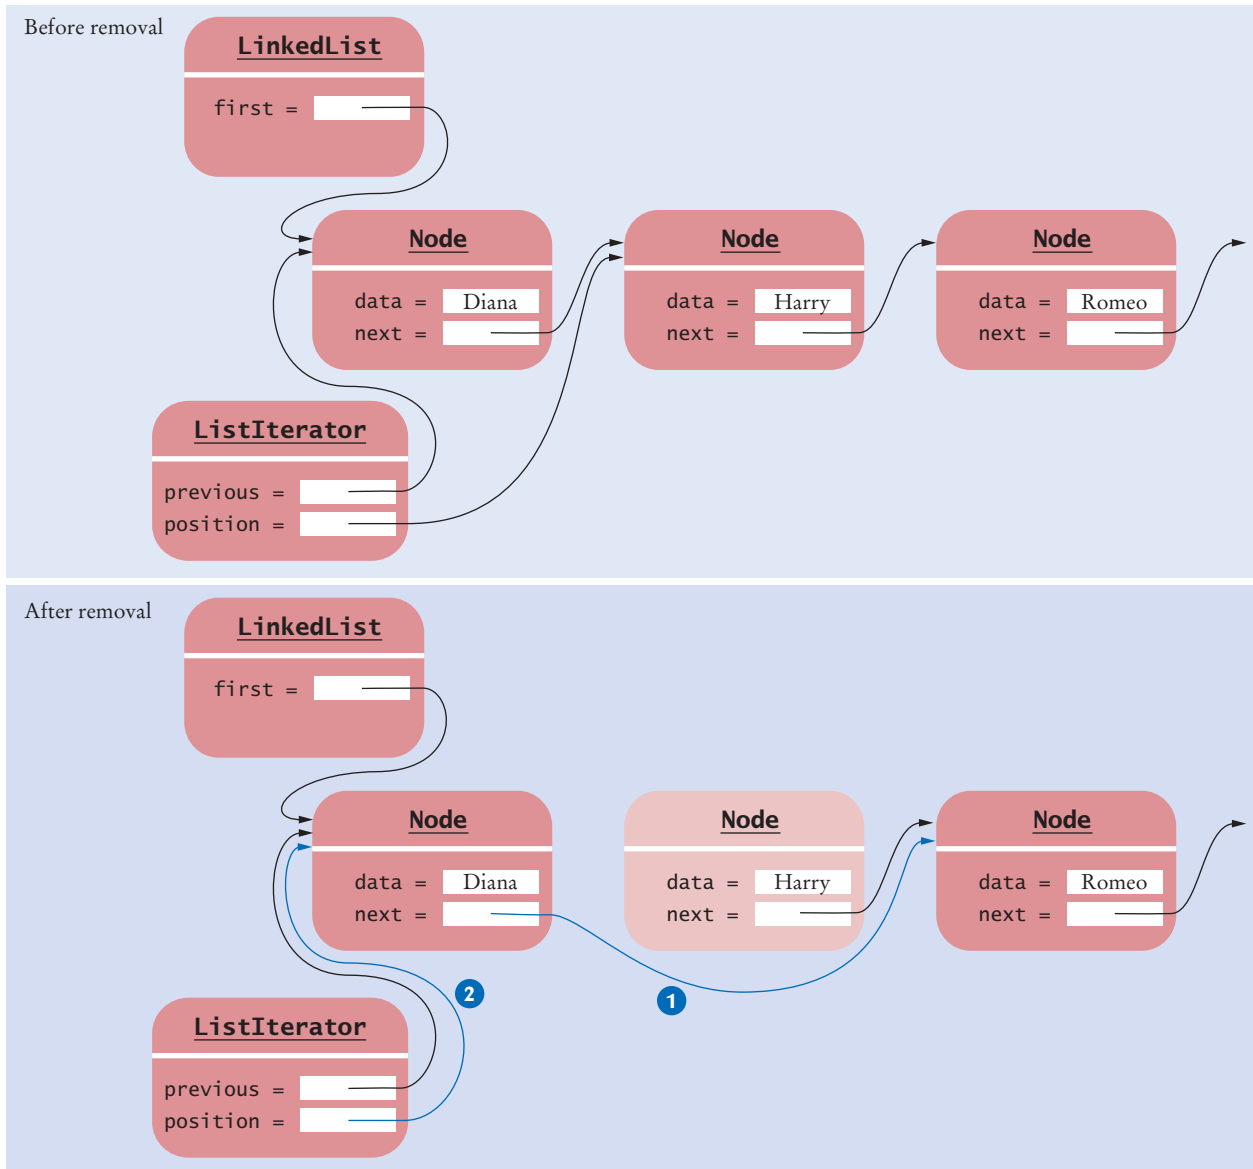 Before removal
LinkedList
first =
Node
Node
Node
data = Diana
data = Harry
data = Romeo
next =
next =
next =
ListIterator
previous =
position =
After removal
LinkedList
first =
Node
Node
Node
data = Diana
data = Harry
data = Romeo
next =
next =
next =
2
1
ListIterator
previous =
position =